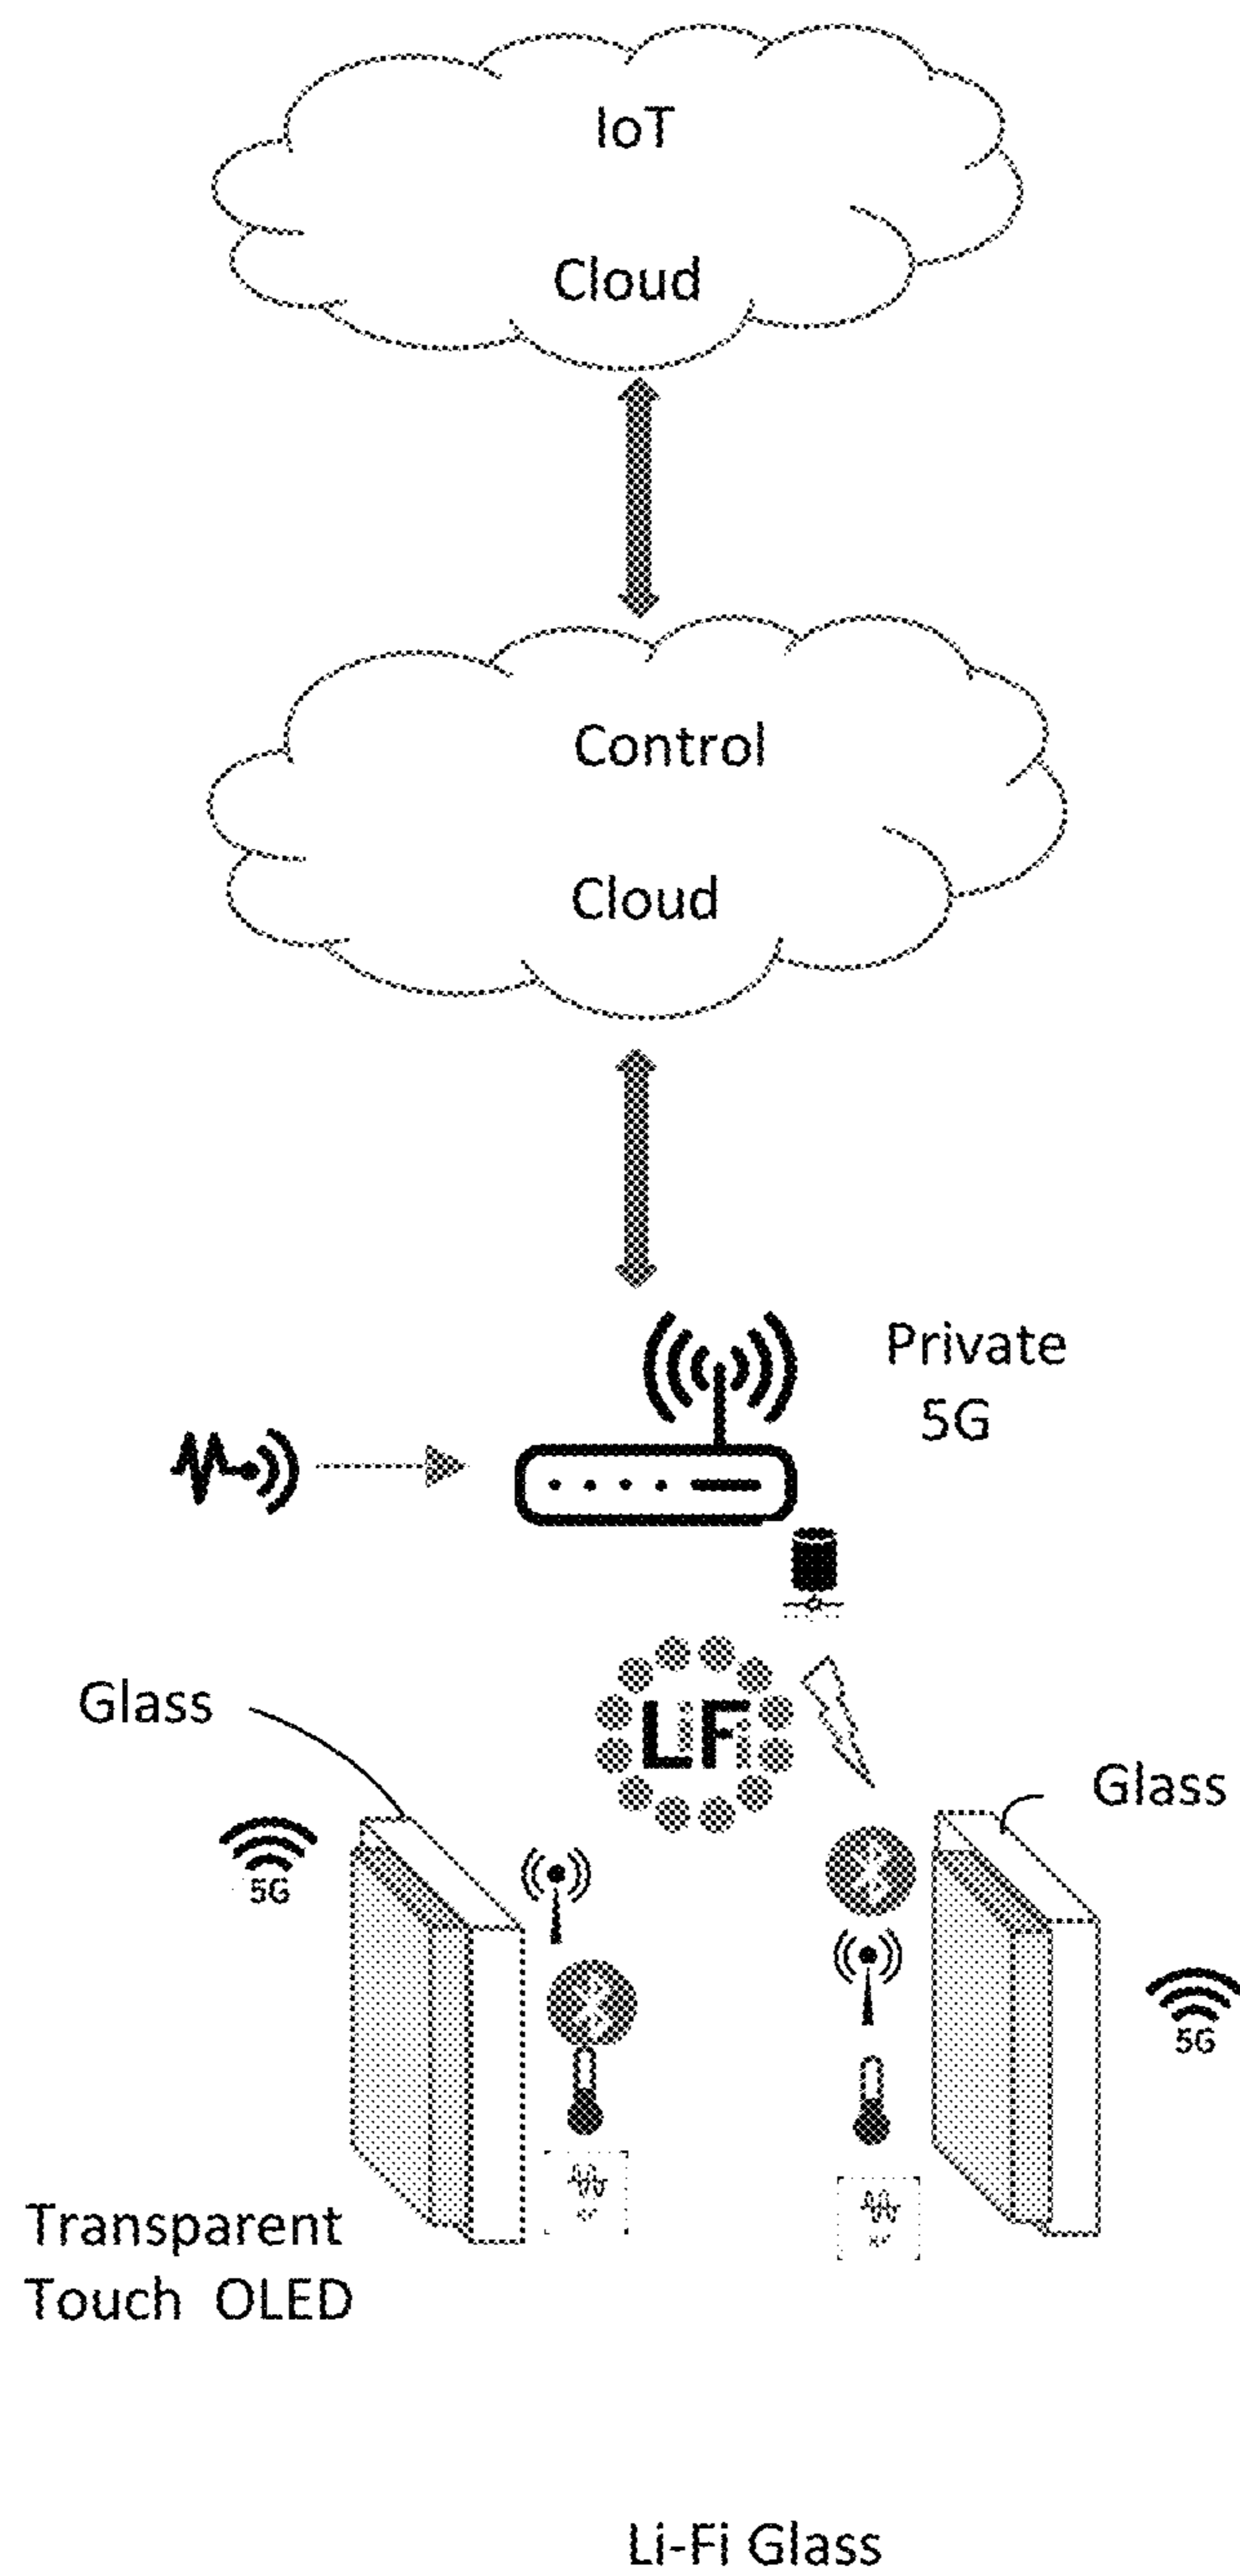 IoT
Cloud
Control
Cloud
Private
5G
LiFi
Glass
Glass
5G
5G
Transparent
Touch OLED
Li-Fi Glass